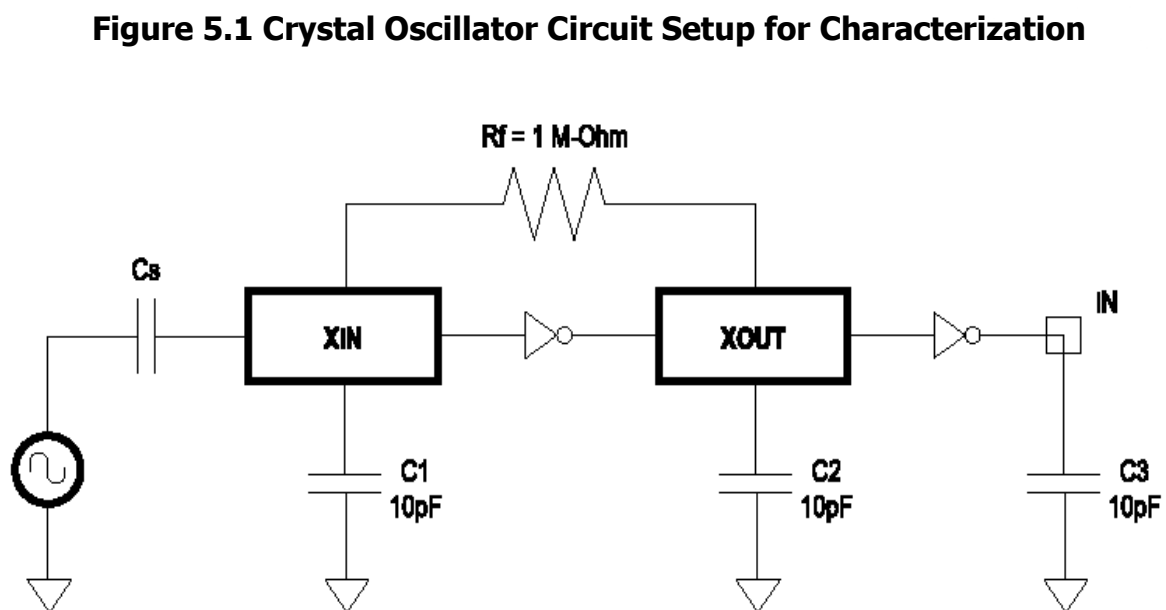 Figure 5.1 Crystal Oscillator Circuit Setup for Characterization
Rf = 1 M-Ohm
Cs
XIN
XOUT
IN
C1
10pF
C2
10pF
C3
10pF